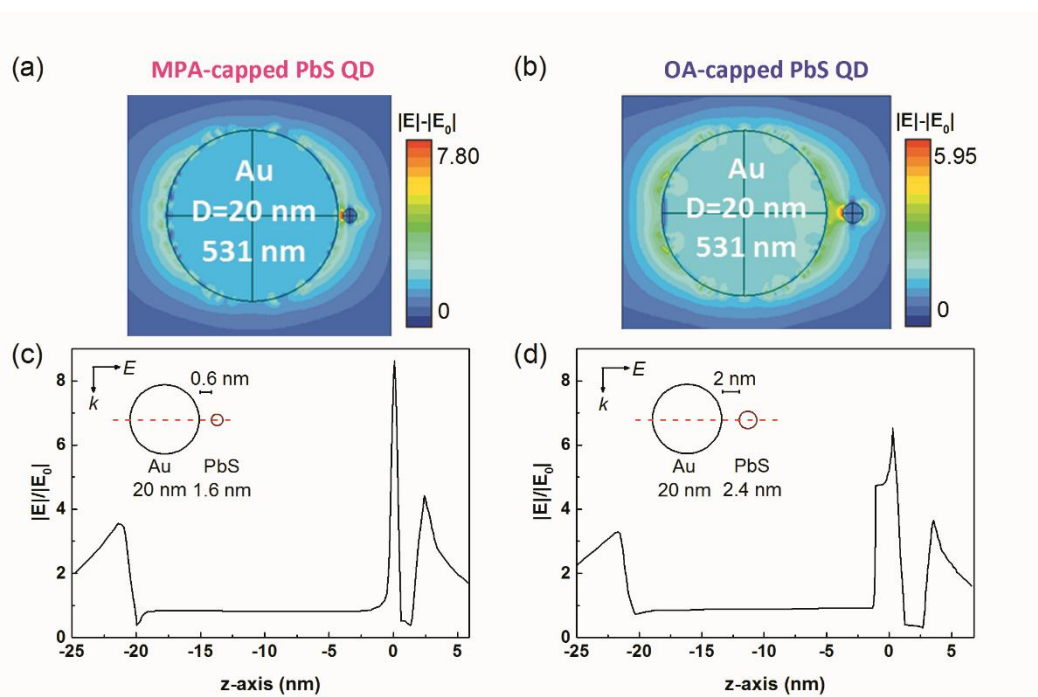 (a)
MPA-capped PbS QD
Au
D=20 nm
531 nm
|E|-|E₀|
7.80
0
(b)
OA-capped PbS QD
Au
D=20 nm
531 nm
|E|-|E₀|
5.95
0
(c)
E
k
0.6 nm
Au
20 nm
PbS
1.6 nm
|E|/|E₀|
8
6
4
2
0
-25 -20 -15 -10 -5 0 5
z-axis (nm)
(d)
E
k
2 nm
Au
20 nm
PbS
2.4 nm
|E|/|E₀|
8
6
4
2
0
-25 -20 -15 -10 -5 0 5
z-axis (nm)